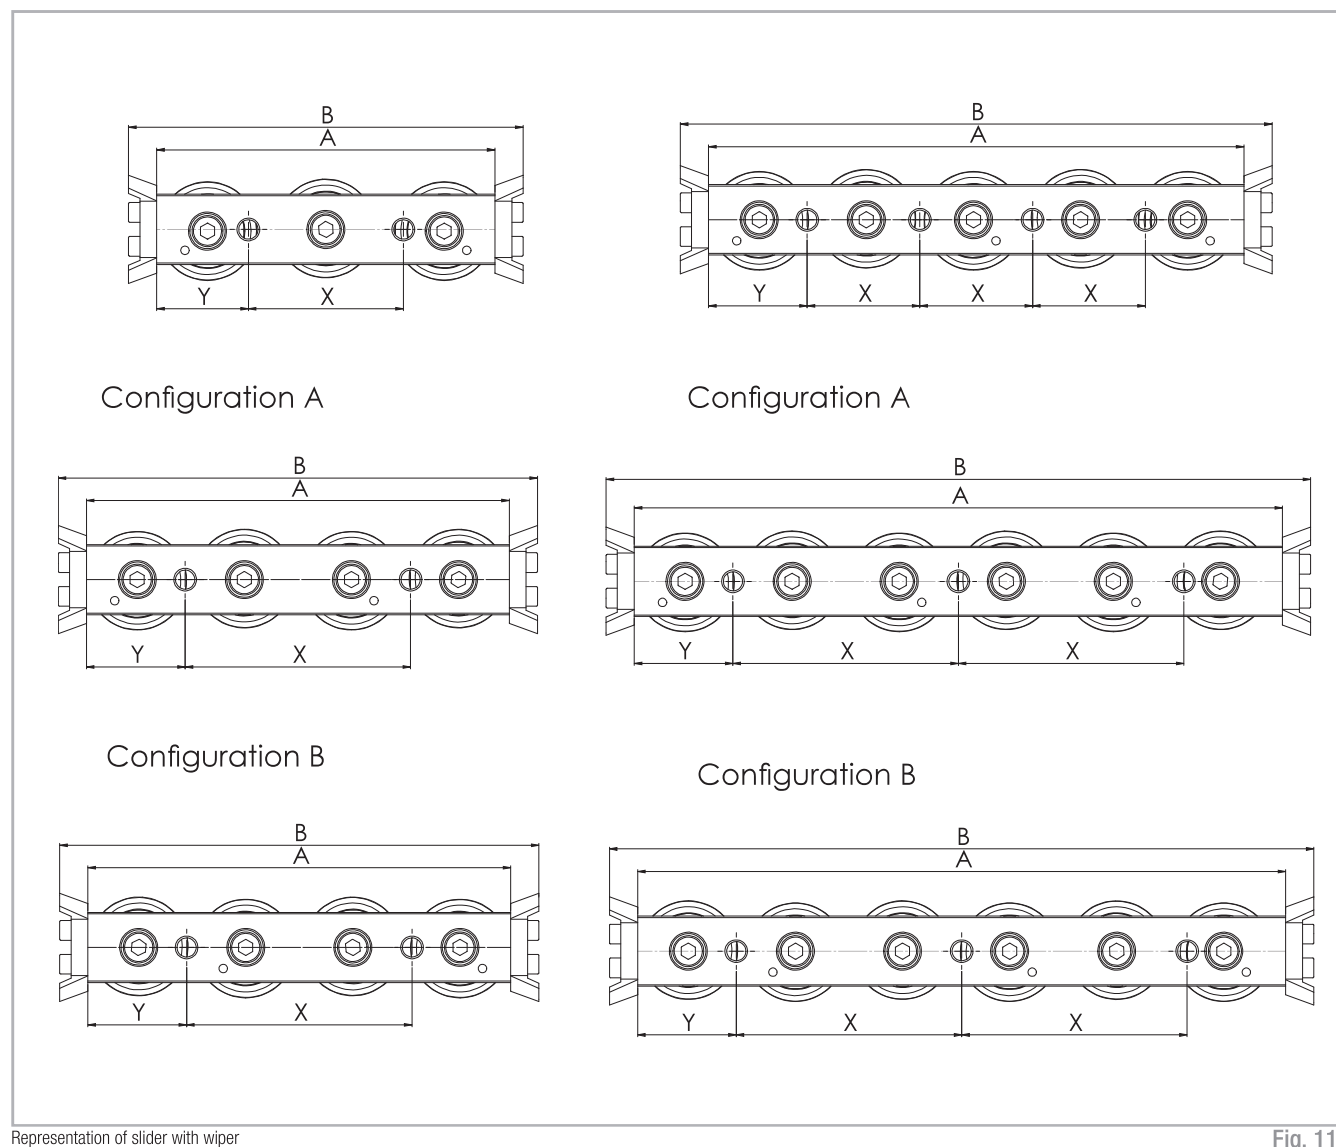 B
A
Y X
B
A
Y X X X
Configuration A
Configuration A
B
A
Y X
B
A
Y X X
Configuration B
Configuration B
B
A
Y X
B
A
Y X X
Representation of slider with wiper
Fig. 11